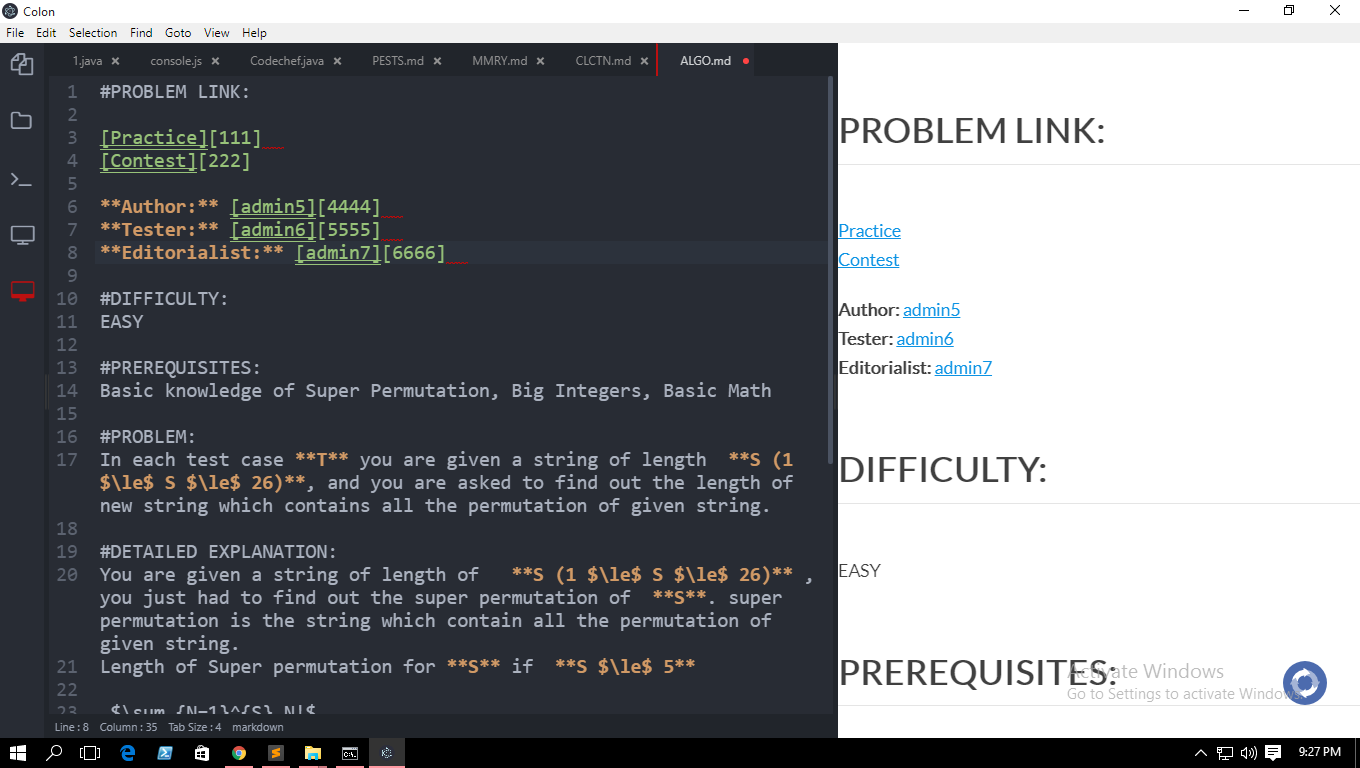 Colon
File Edit Selection Find Goto View Help
1.java × console.js × Codechef.java × PESTS.md × MMRY.md × CLCTN.md × ALGO.md
1 #PROBLEM LINK:
2
3 [Practice][111]
4 [Contest][222]
5
6 **Author:** [admin5][4444]
7 **Tester:** [admin6][5555]
8 **Editorialist:** [admin7][6666]
9
10 #DIFFICULTY:
11 EASY
12
13 #PREREQUISITES:
14 Basic knowledge of Super Permutation, Big Integers, Basic Math
15
16 #PROBLEM:
17 In each test case **T** you are given a string of length  **S (1
$\le$ S $\le$ 26)**, and you are asked to find out the length of
new string which contains all the permutation of given string.
18
19 #DETAILED EXPLANATION:
20 You are given a string of length of   **S (1 $\le$ S $\le$ 26)** ,
you just had to find out the super permutation of  **S**. super
permutation is the string which contain all the permutation of
given string.
21 Length of Super permutation for **S** if  **S $\le$ 5**
22
23 $\sum_{N=1}^{S} N!$
Line : 8 Column : 35 Tab Size : 4 markdown
PROBLEM LINK:
Practice
Contest
Author: admin5
Tester: admin6
Editorialist: admin7
DIFFICULTY:
EASY
PREREQUISITES:
Activate Windows
Go to Settings to activate Windows.
9:27 PM